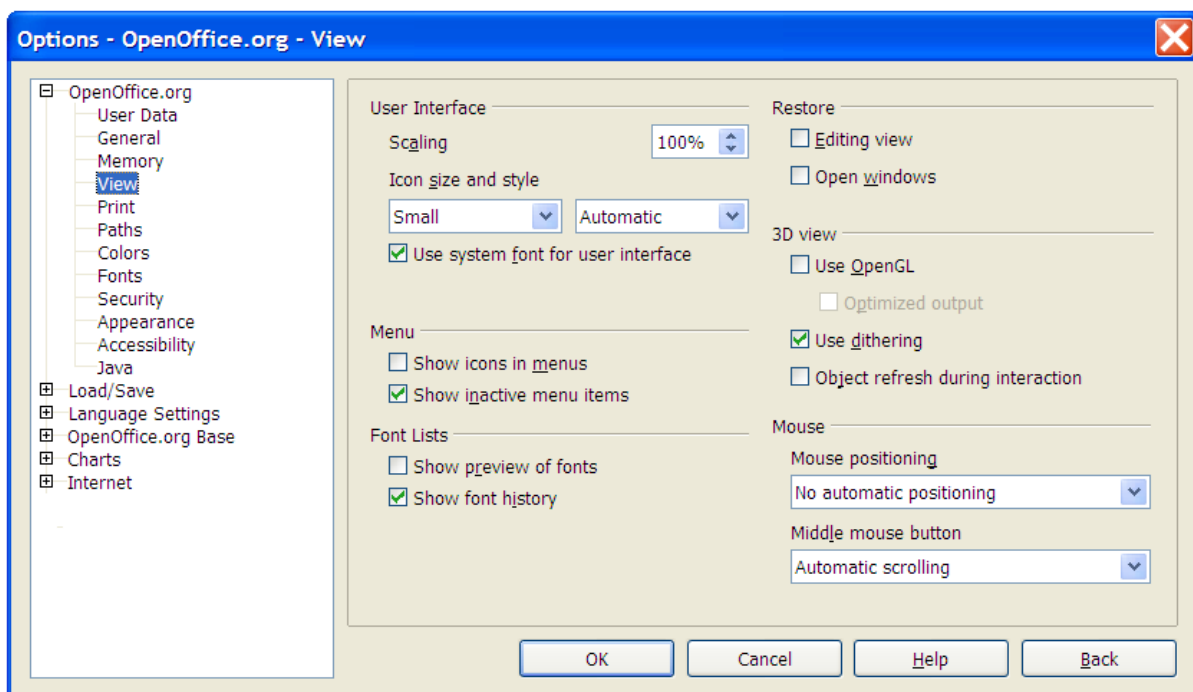 Options - OpenOffice.org - View
OpenOffice.org
User Data
General
Memory
View
Print
Paths
Colors
Fonts
Security
Appearance
Accessibility
Java
Load/Save
Language Settings
OpenOffice.org Base
Charts
Internet
User Interface
Scaling 100%
Icon size and style
Small Automatic
Use system font for user interface
Menu
Show icons in menus
Show inactive menu items
Font Lists
Show preview of fonts
Show font history
Restore
Editing view
Open windows
3D view
Use OpenGL
Optimized output
Use dithering
Object refresh during interaction
Mouse
Mouse positioning
No automatic positioning
Middle mouse button
Automatic scrolling
OK Cancel Help Back